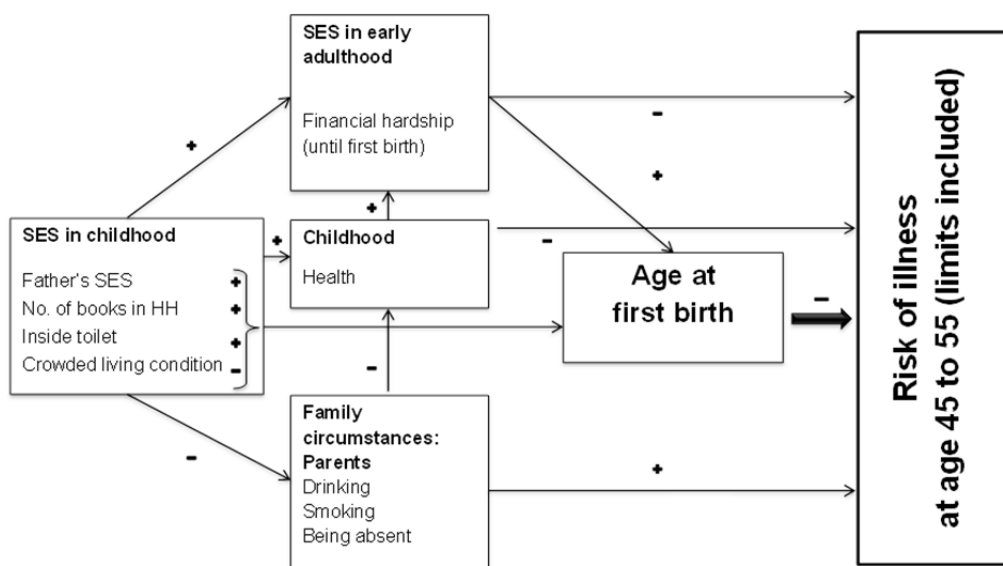 SES in early
adulthood
Financial hardship
(until first birth)
+
-
+
SES in childhood
Father's SES +
No. of books in HH +
Inside toilet +
Crowded living condition -
+
+
Childhood
Health
-
Age at
first birth
-
-
-
Family
circumstances:
Parents
Drinking
Smoking
Being absent
+
Risk of illness
at age 45 to 55 (limits included)